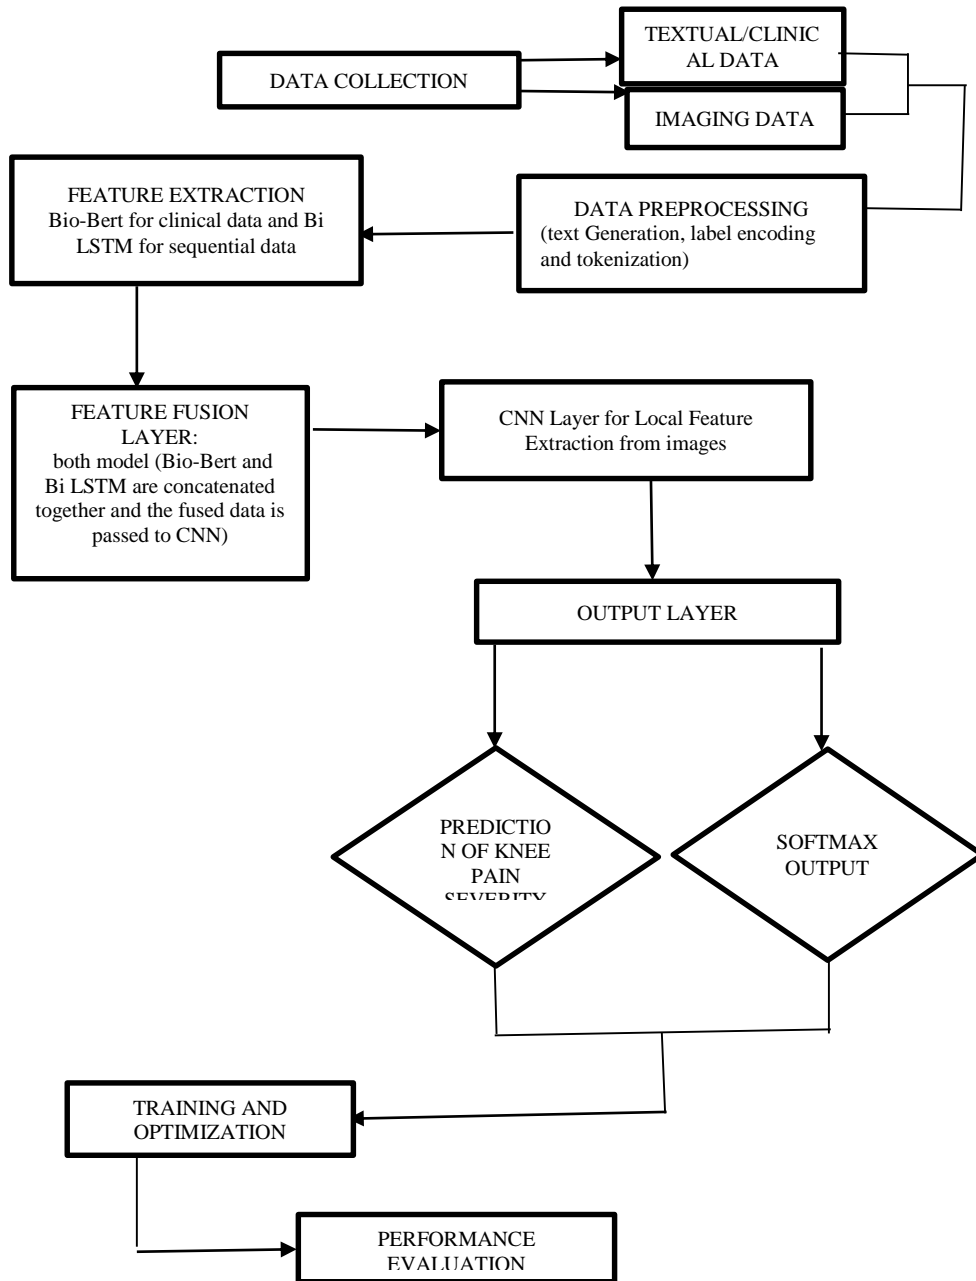 TEXTUAL/CLINIC
AL DATA
DATA COLLECTION
IMAGING DATA
FEATURE EXTRACTION
Bio-Bert for clinical data and Bi
LSTM for sequential data
DATA PREPROCESSING
(text Generation, label encoding
and tokenization)
FEATURE FUSION
LAYER:
both model (Bio-Bert and
Bi LSTM are concatenated
together and the fused data is
passed to CNN)
CNN Layer for Local Feature
Extraction from images
OUTPUT LAYER
PREDICTIO
N OF KNEE
PAIN
SEVERITY
SOFTMAX
OUTPUT
TRAINING AND
OPTIMIZATION
PERFORMANCE
EVALUATION